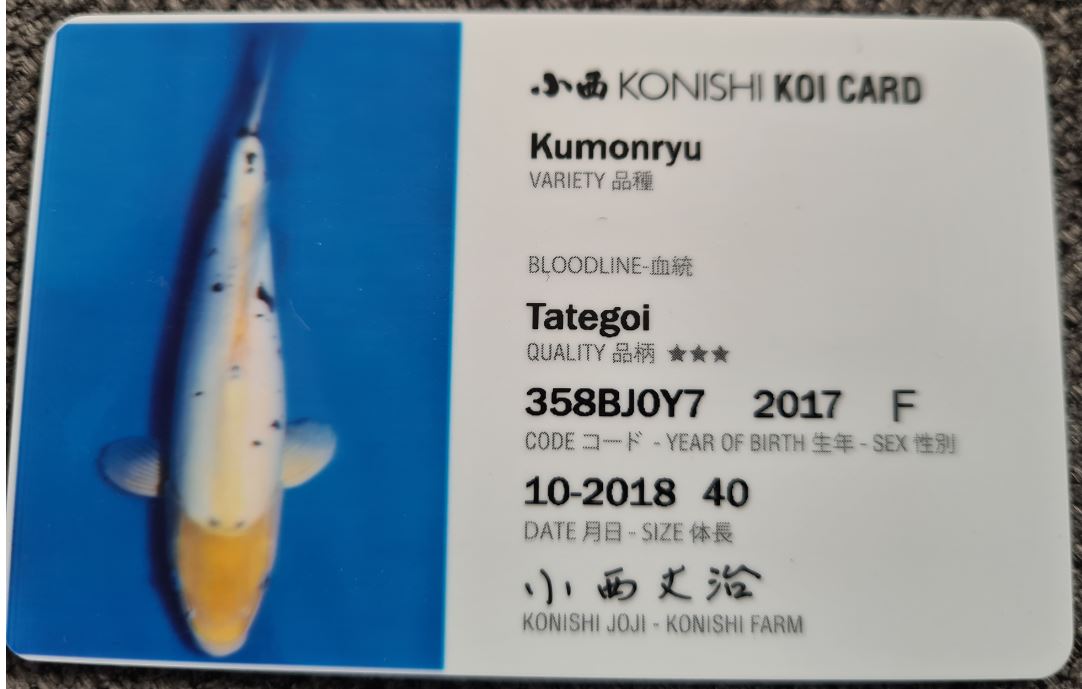 小西 KONISHI KOI CARD
Kumonryu
VARIETY 品種
BLOODLINE-血統
Tategoi
QUALITY 品柄 ★★★
358BJ0Y7 2017 F
CODE コード - YEAR OF BIRTH 生年 - SEX 性別
10-2018 40
DATE 月日 - SIZE 体長
小西丈治
KONISHI JOJI - KONISHI FARM